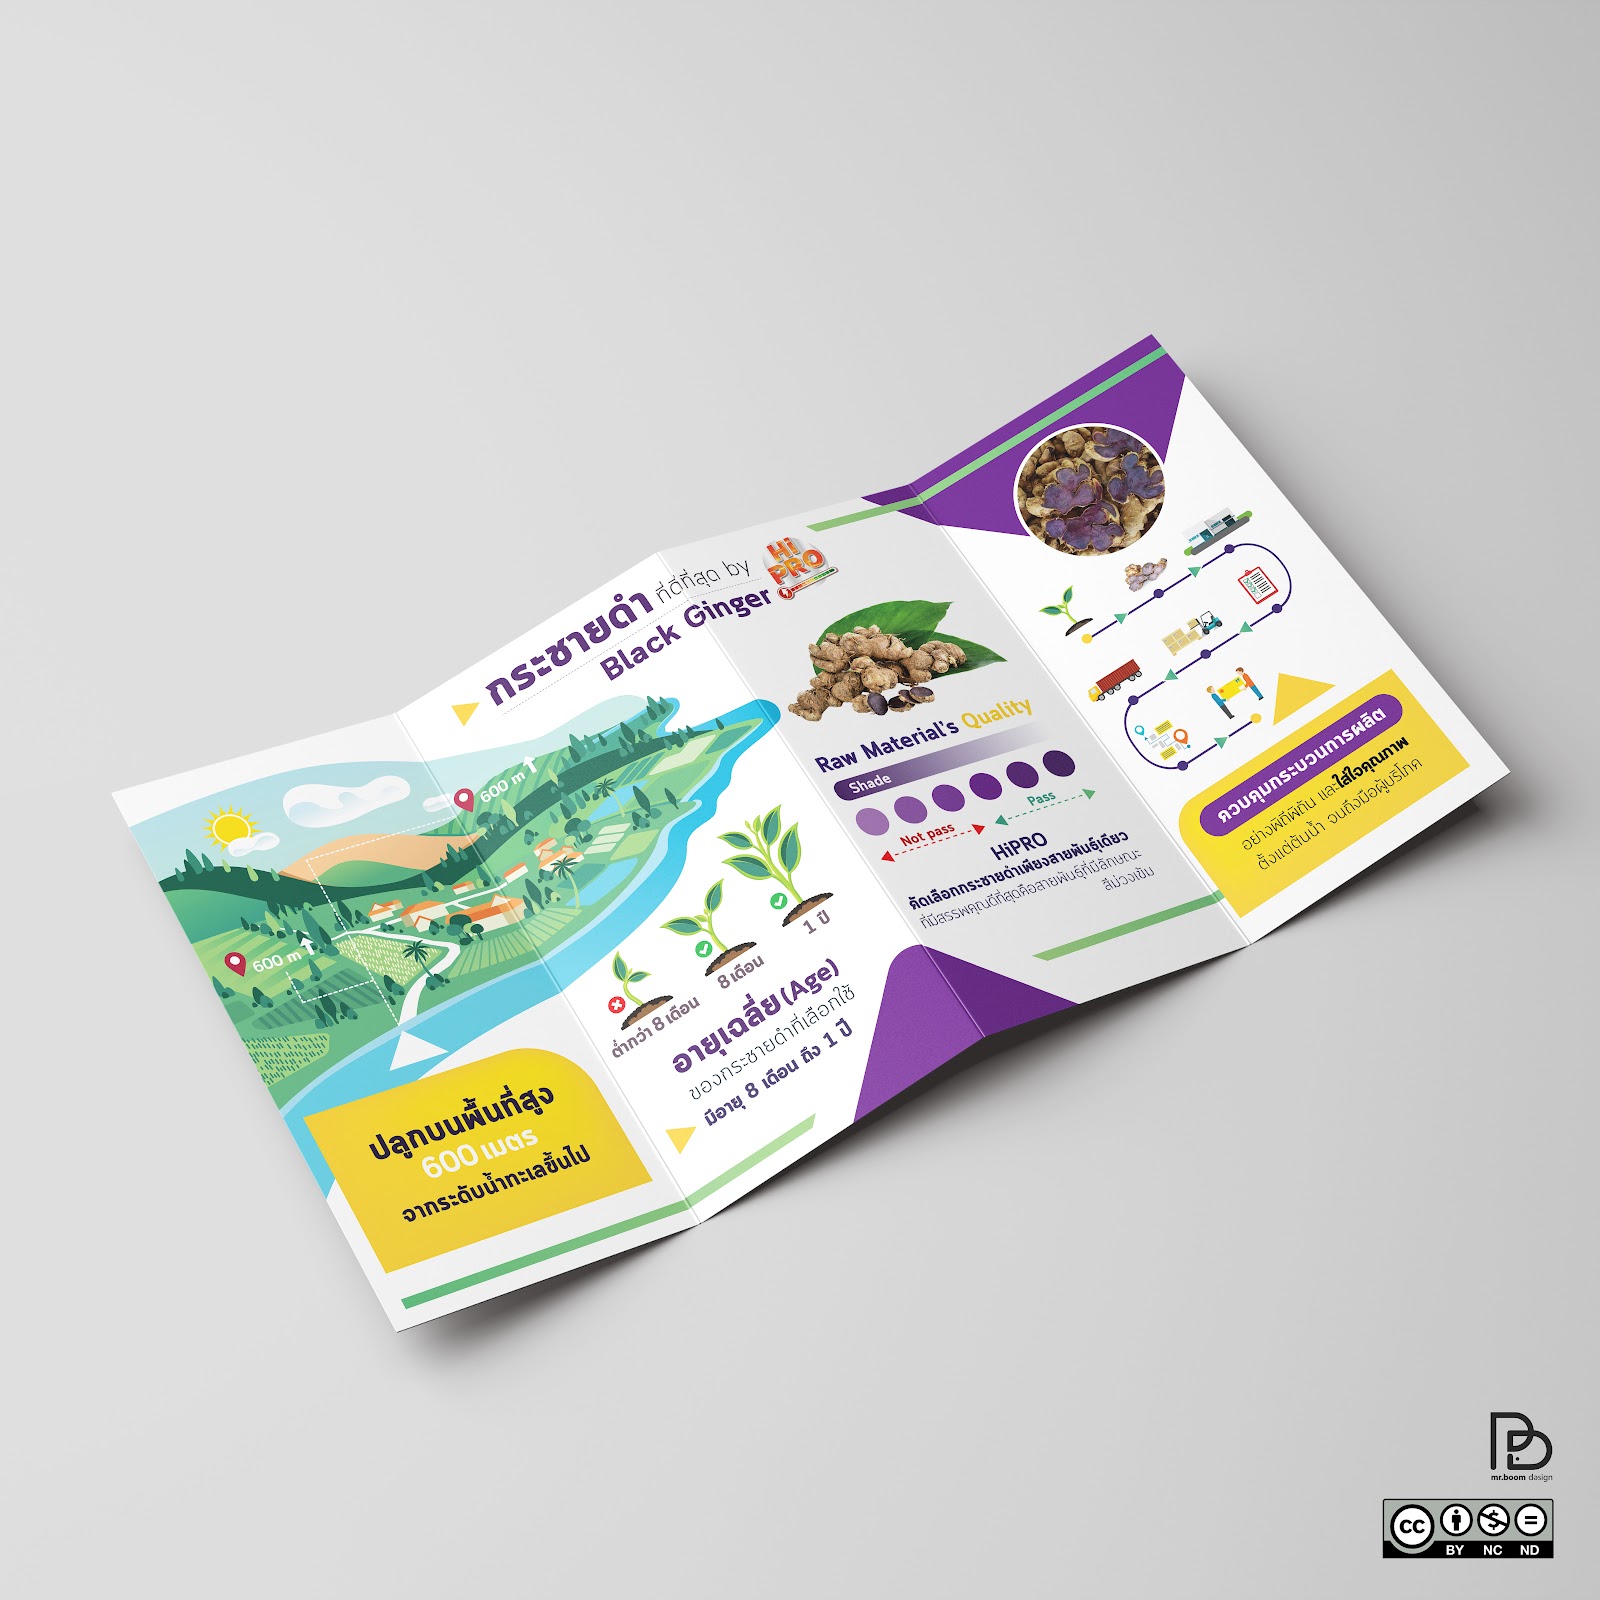 กระชายดำ ที่ดีที่สุด by
Hi
PRO
Black Ginger
600 m
600 m
ปลูกบนพื้นที่สูง
600 เมตร
จากระดับน้ำทะเลขึ้นไป
ต่ำกว่า 8 เดือน
8 เดือน
1 ปี
อายุเฉลี่ย (Age)
ของกระชายดำที่เลือกใช้
มีอายุ 8 เดือน ถึง 1 ปี
Raw Material's Quality
Shade
Not pass
Pass
HiPRO
คัดเลือกกระชายดำเพียงสายพันธุ์เดียว
ที่มีสรรพคุณดีที่สุดคือสายพันธุ์ที่มีลักษณะ
สีม่วงเข้ม
ควบคุมกระบวนการผลิต
อย่างพิถีพิถัน และใส่ใจคุณภาพ
ตั้งแต่ต้นน้ำ จนถึงมือผู้บริโภค
mr.boom dasign
CC
BY NC ND